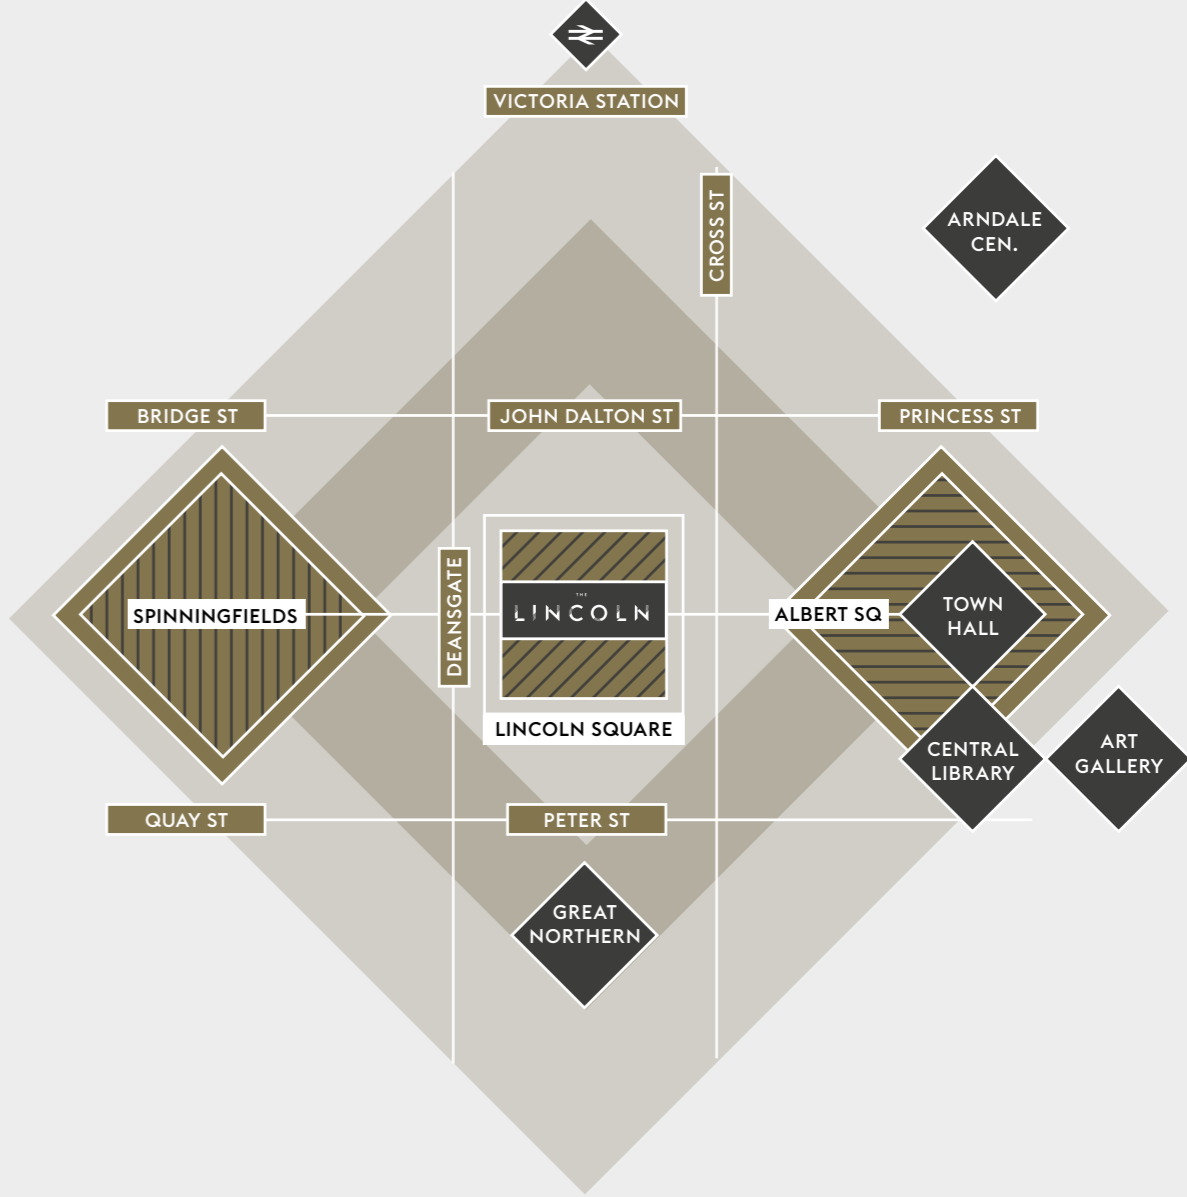 VICTORIA STATION
CROSS ST
ARNDALE
CEN.
BRIDGE ST
JOHN DALTON ST
PRINCESS ST
SPINNINGFIELDS
DEANSGATE
THE
LINCOLN
LINCOLN SQUARE
ALBERT SQ
TOWN
HALL
CENTRAL
LIBRARY
ART
GALLERY
QUAY ST
PETER ST
GREAT
NORTHERN